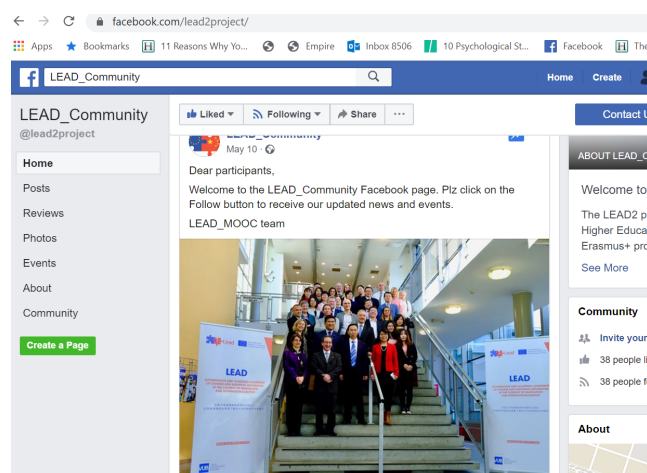 facebook.com/lead2project/
Apps Bookmarks 11 Reasons Why Yo... Empire Inbox 8506 10 Psychological St... Facebook The
LEAD_Community
Home Create
LEAD_Community
@lead2project
Home
Posts
Reviews
Photos
Events
About
Community
Create a Page
Liked Following Share ...
LEAD_Community
May 10
Dear participants,
Welcome to the LEAD_Community Facebook page. Plz click on the
Follow button to receive our updated news and events.
LEAD_MOOC team
LEAD
LEAD
VUB
Contact U
ABOUT LEAD_C
Welcome to
The LEAD2 p
Higher Educa
Erasmus+ pro
See More
Community
Invite your
38 people li
38 people f
About